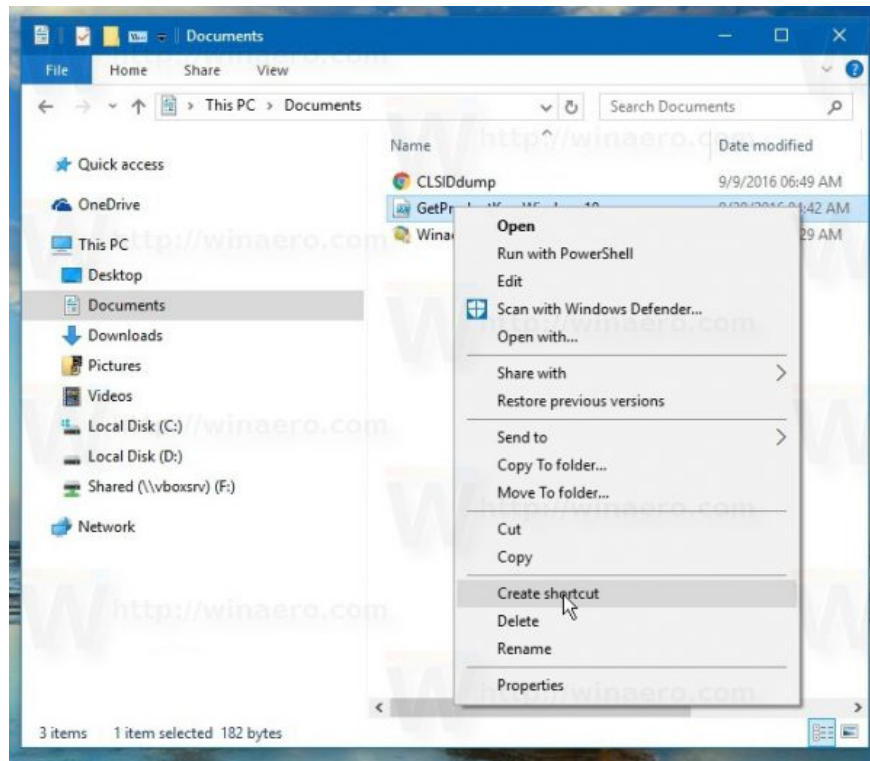 Documents
File Home Share View
This PC > Documents
Search Documents
Name
Date modified
Quick access
OneDrive
This PC
Desktop
Documents
Downloads
Pictures
Videos
Local Disk (C:)
Local Disk (D:)
Shared (\\vboxsrv) (F:)
Network
CLSIDdump 9/9/2016 06:49 AM
:42 AM
29 AM
Open
Run with PowerShell
Edit
Scan with Windows Defender...
Open with...
Share with
Restore previous versions
Send to
Copy To folder...
Move To folder...
Cut
Copy
Create shortcut
Delete
Rename
Properties
3 items 1 item selected 182 bytes
http://winaero.com